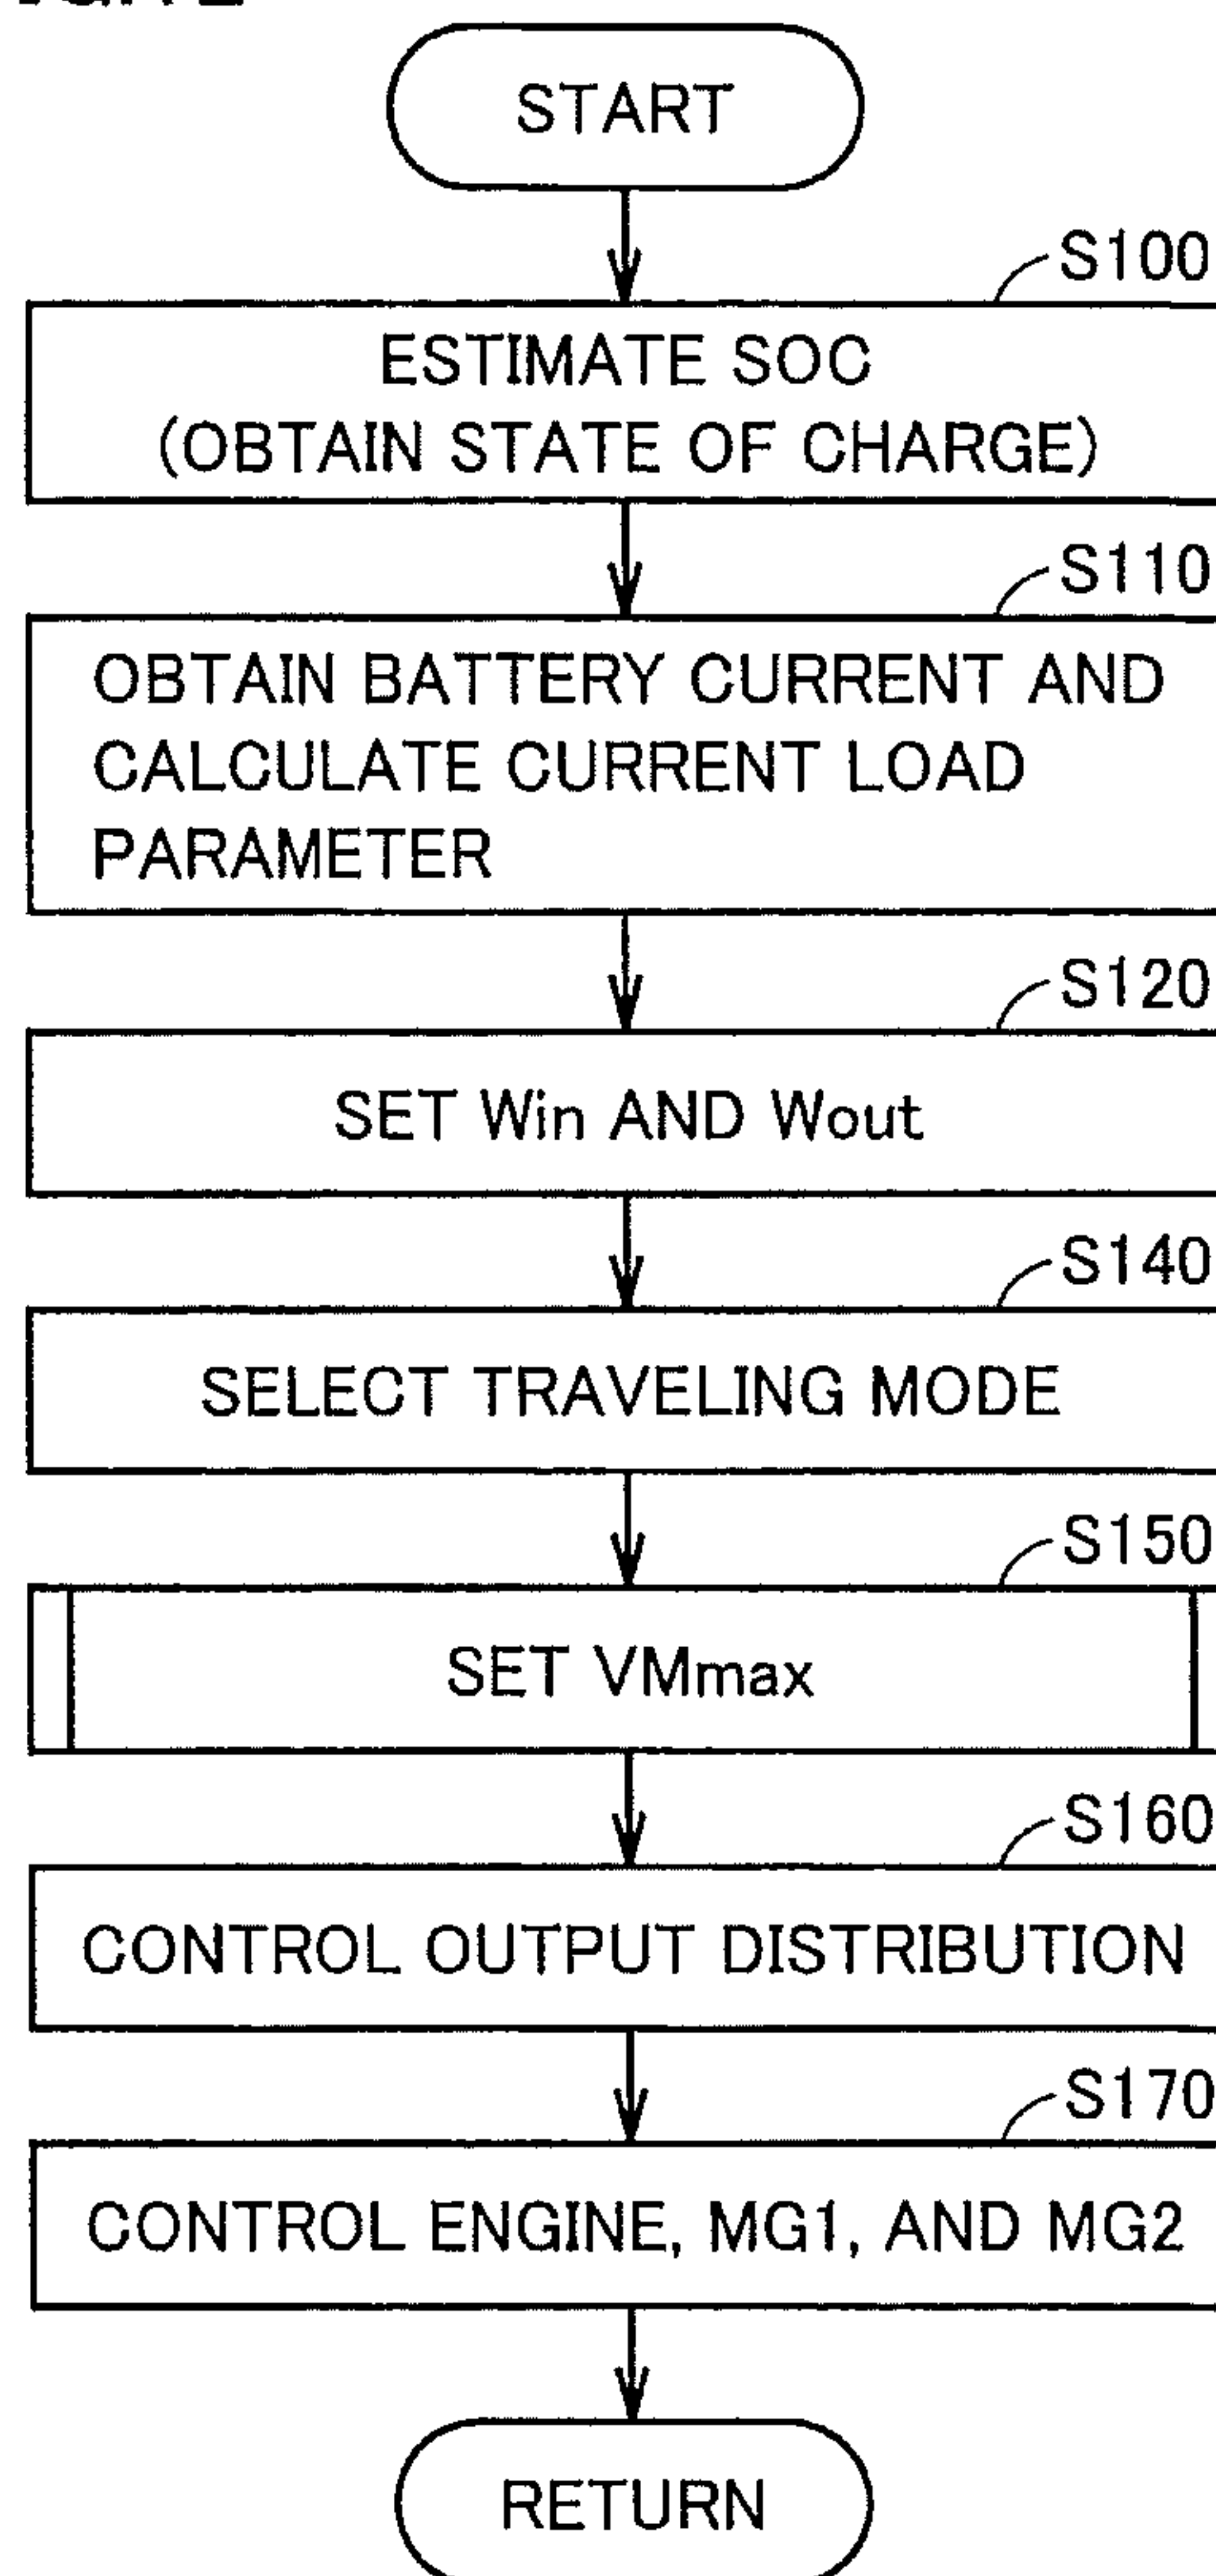 START
S100
ESTIMATE SOC
(OBTAIN STATE OF CHARGE)
S110
OBTAIN BATTERY CURRENT AND
CALCULATE CURRENT LOAD
PARAMETER
S120
SET Win AND Wout
S140
SELECT TRAVELING MODE
S150
SET VMmax
S160
CONTROL OUTPUT DISTRIBUTION
S170
CONTROL ENGINE, MG1, AND MG2
RETURN